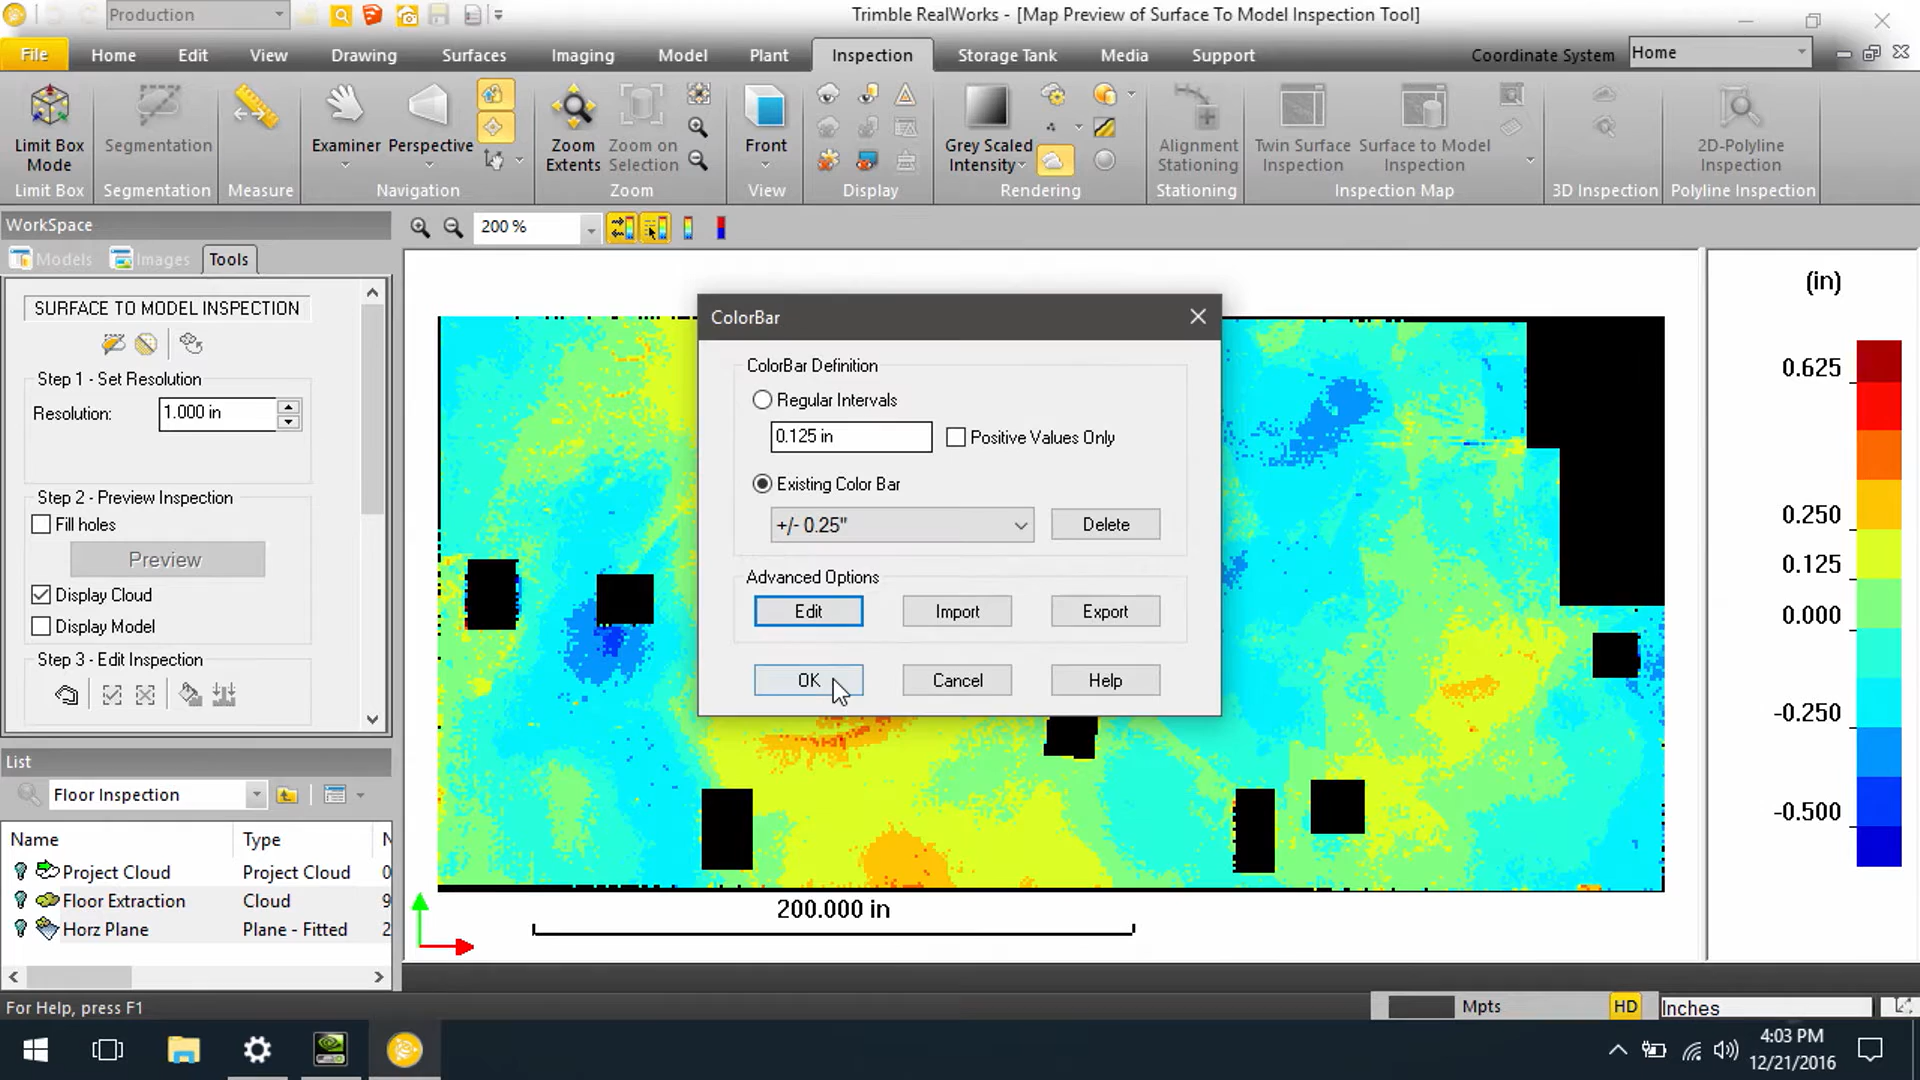 Production
Trimble RealWorks - [Map Preview of Surface To Model Inspection Tool]
File Home Edit View Drawing Surfaces Imaging Model Plant Inspection Storage Tank Media Support Coordinate System Home
Limit Box Mode
Segmentation
Examiner
Perspective
Zoom Extents
Zoom on Selection
Front
Grey Scaled Intensity
Alignment Stationing
Twin Surface Inspection
Surface to Model Inspection
2D-Polyline Inspection
Limit Box Segmentation Measure Navigation Zoom View Display Rendering Stationing Inspection Map 3D Inspection Polyline Inspection
WorkSpace
200 %
Models Images Tools
SURFACE TO MODEL INSPECTION
Step 1 - Set Resolution
Resolution: 1.000 in
Step 2 - Preview Inspection
Fill holes
Preview
Display Cloud
Display Model
Step 3 - Edit Inspection
List
Floor Inspection
Name Type N
Project Cloud Project Cloud 0
Floor Extraction Cloud 9
Horz Plane Plane - Fitted 2
ColorBar
ColorBar Definition
Regular Intervals
0.125 in Positive Values Only
Existing Color Bar
+/- 0.25" Delete
Advanced Options
Edit Import Export
OK Cancel Help
200.000 in
(in)
0.625
0.250
0.125
0.000
-0.250
-0.500
For Help, press F1
Mpts HD Inches
4:03 PM
12/21/2016